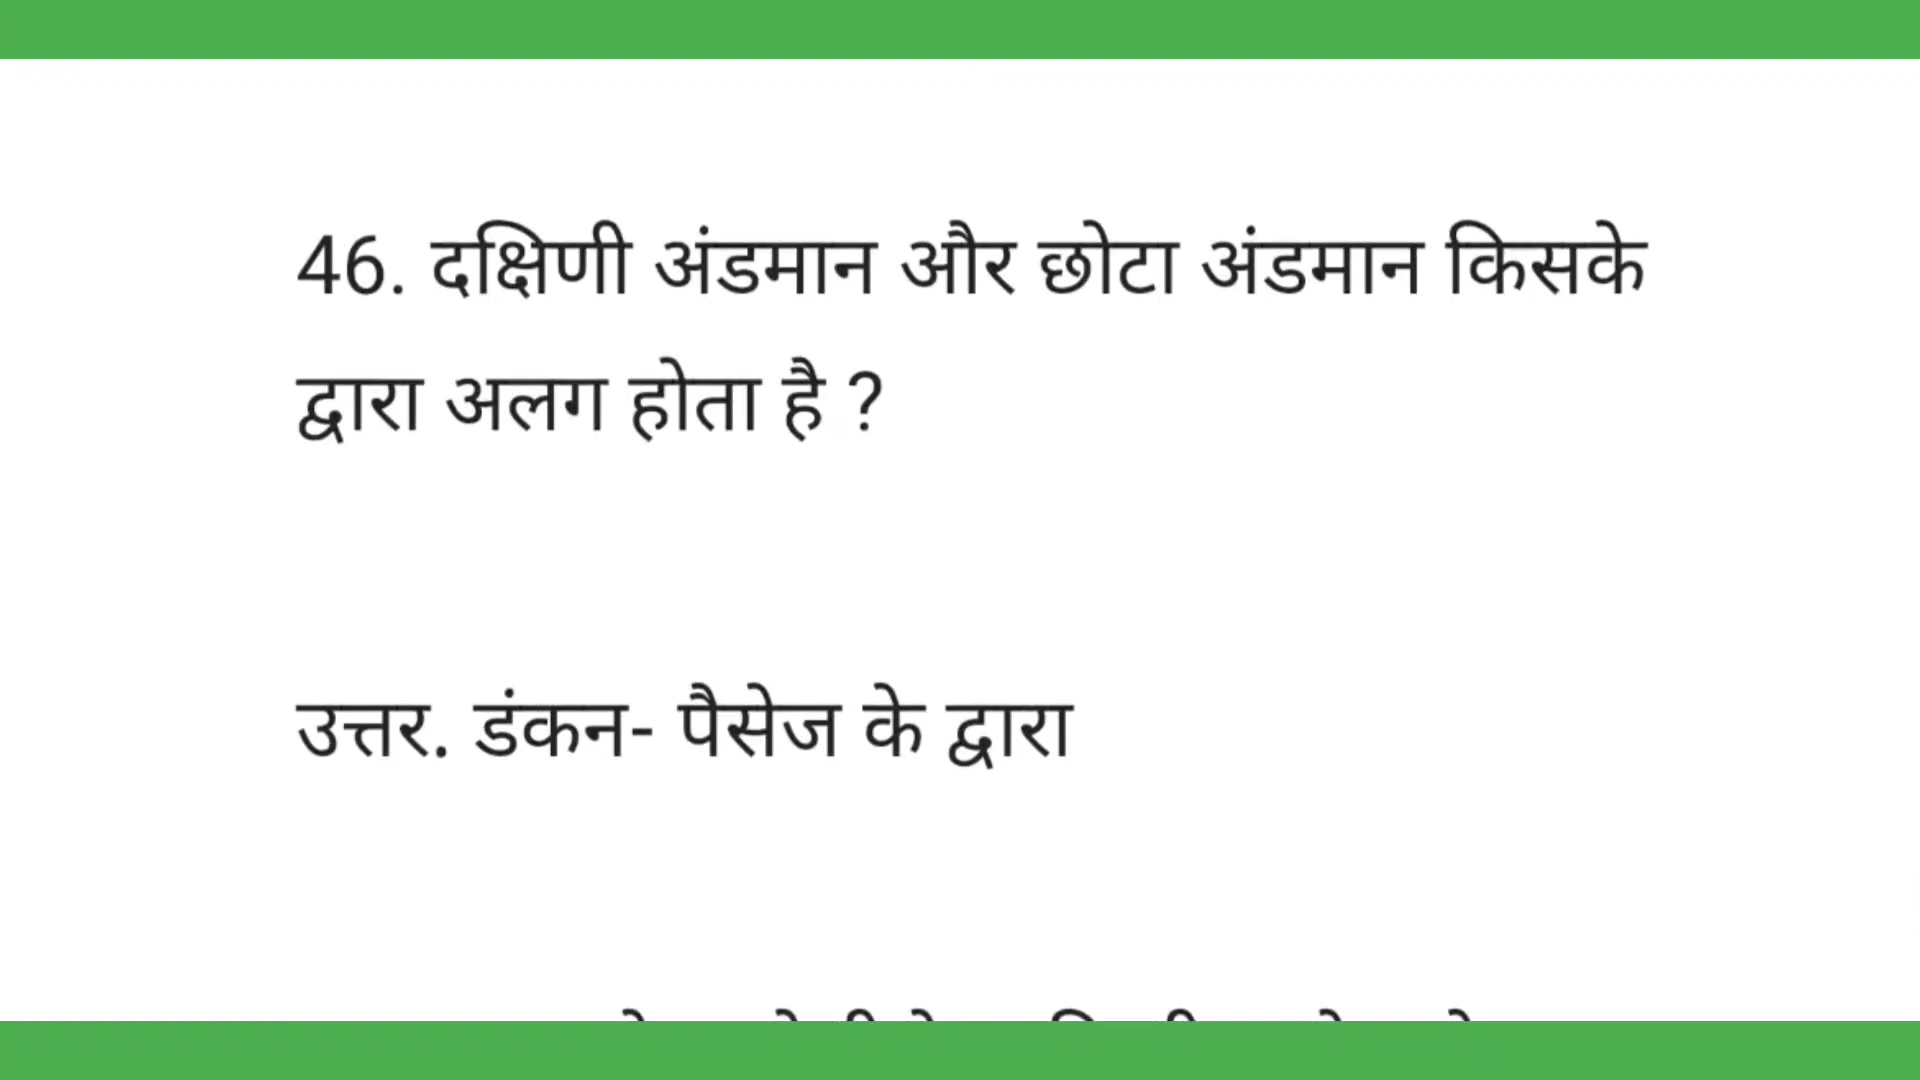 46. दक्षिणी अंडमान और छोटा अंडमान किसके
द्वारा अलग होता है ?
उत्तर. डंकन- पैसेज के द्वारा